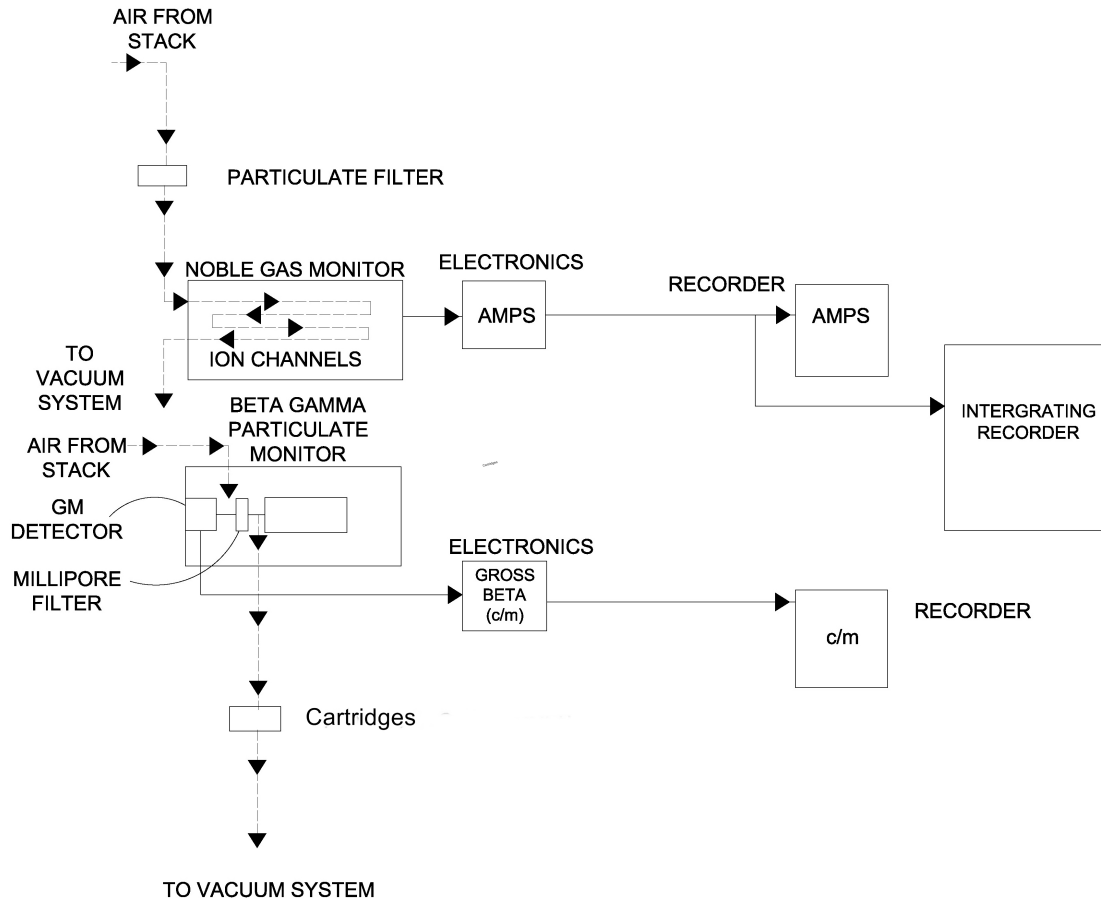 AIR FROM
STACK
PARTICULATE FILTER
NOBLE GAS MONITOR
ION CHANNELS
ELECTRONICS
AMPS
RECORDER
AMPS
INTERGRATING
RECORDER
TO
VACUUM
SYSTEM
BETA GAMMA
PARTICULATE
MONITOR
AIR FROM
STACK
GM
DETECTOR
MILLIPORE
FILTER
ELECTRONICS
GROSS
BETA
(c/m)
c/m
RECORDER
Cartridges
TO VACUUM SYSTEM